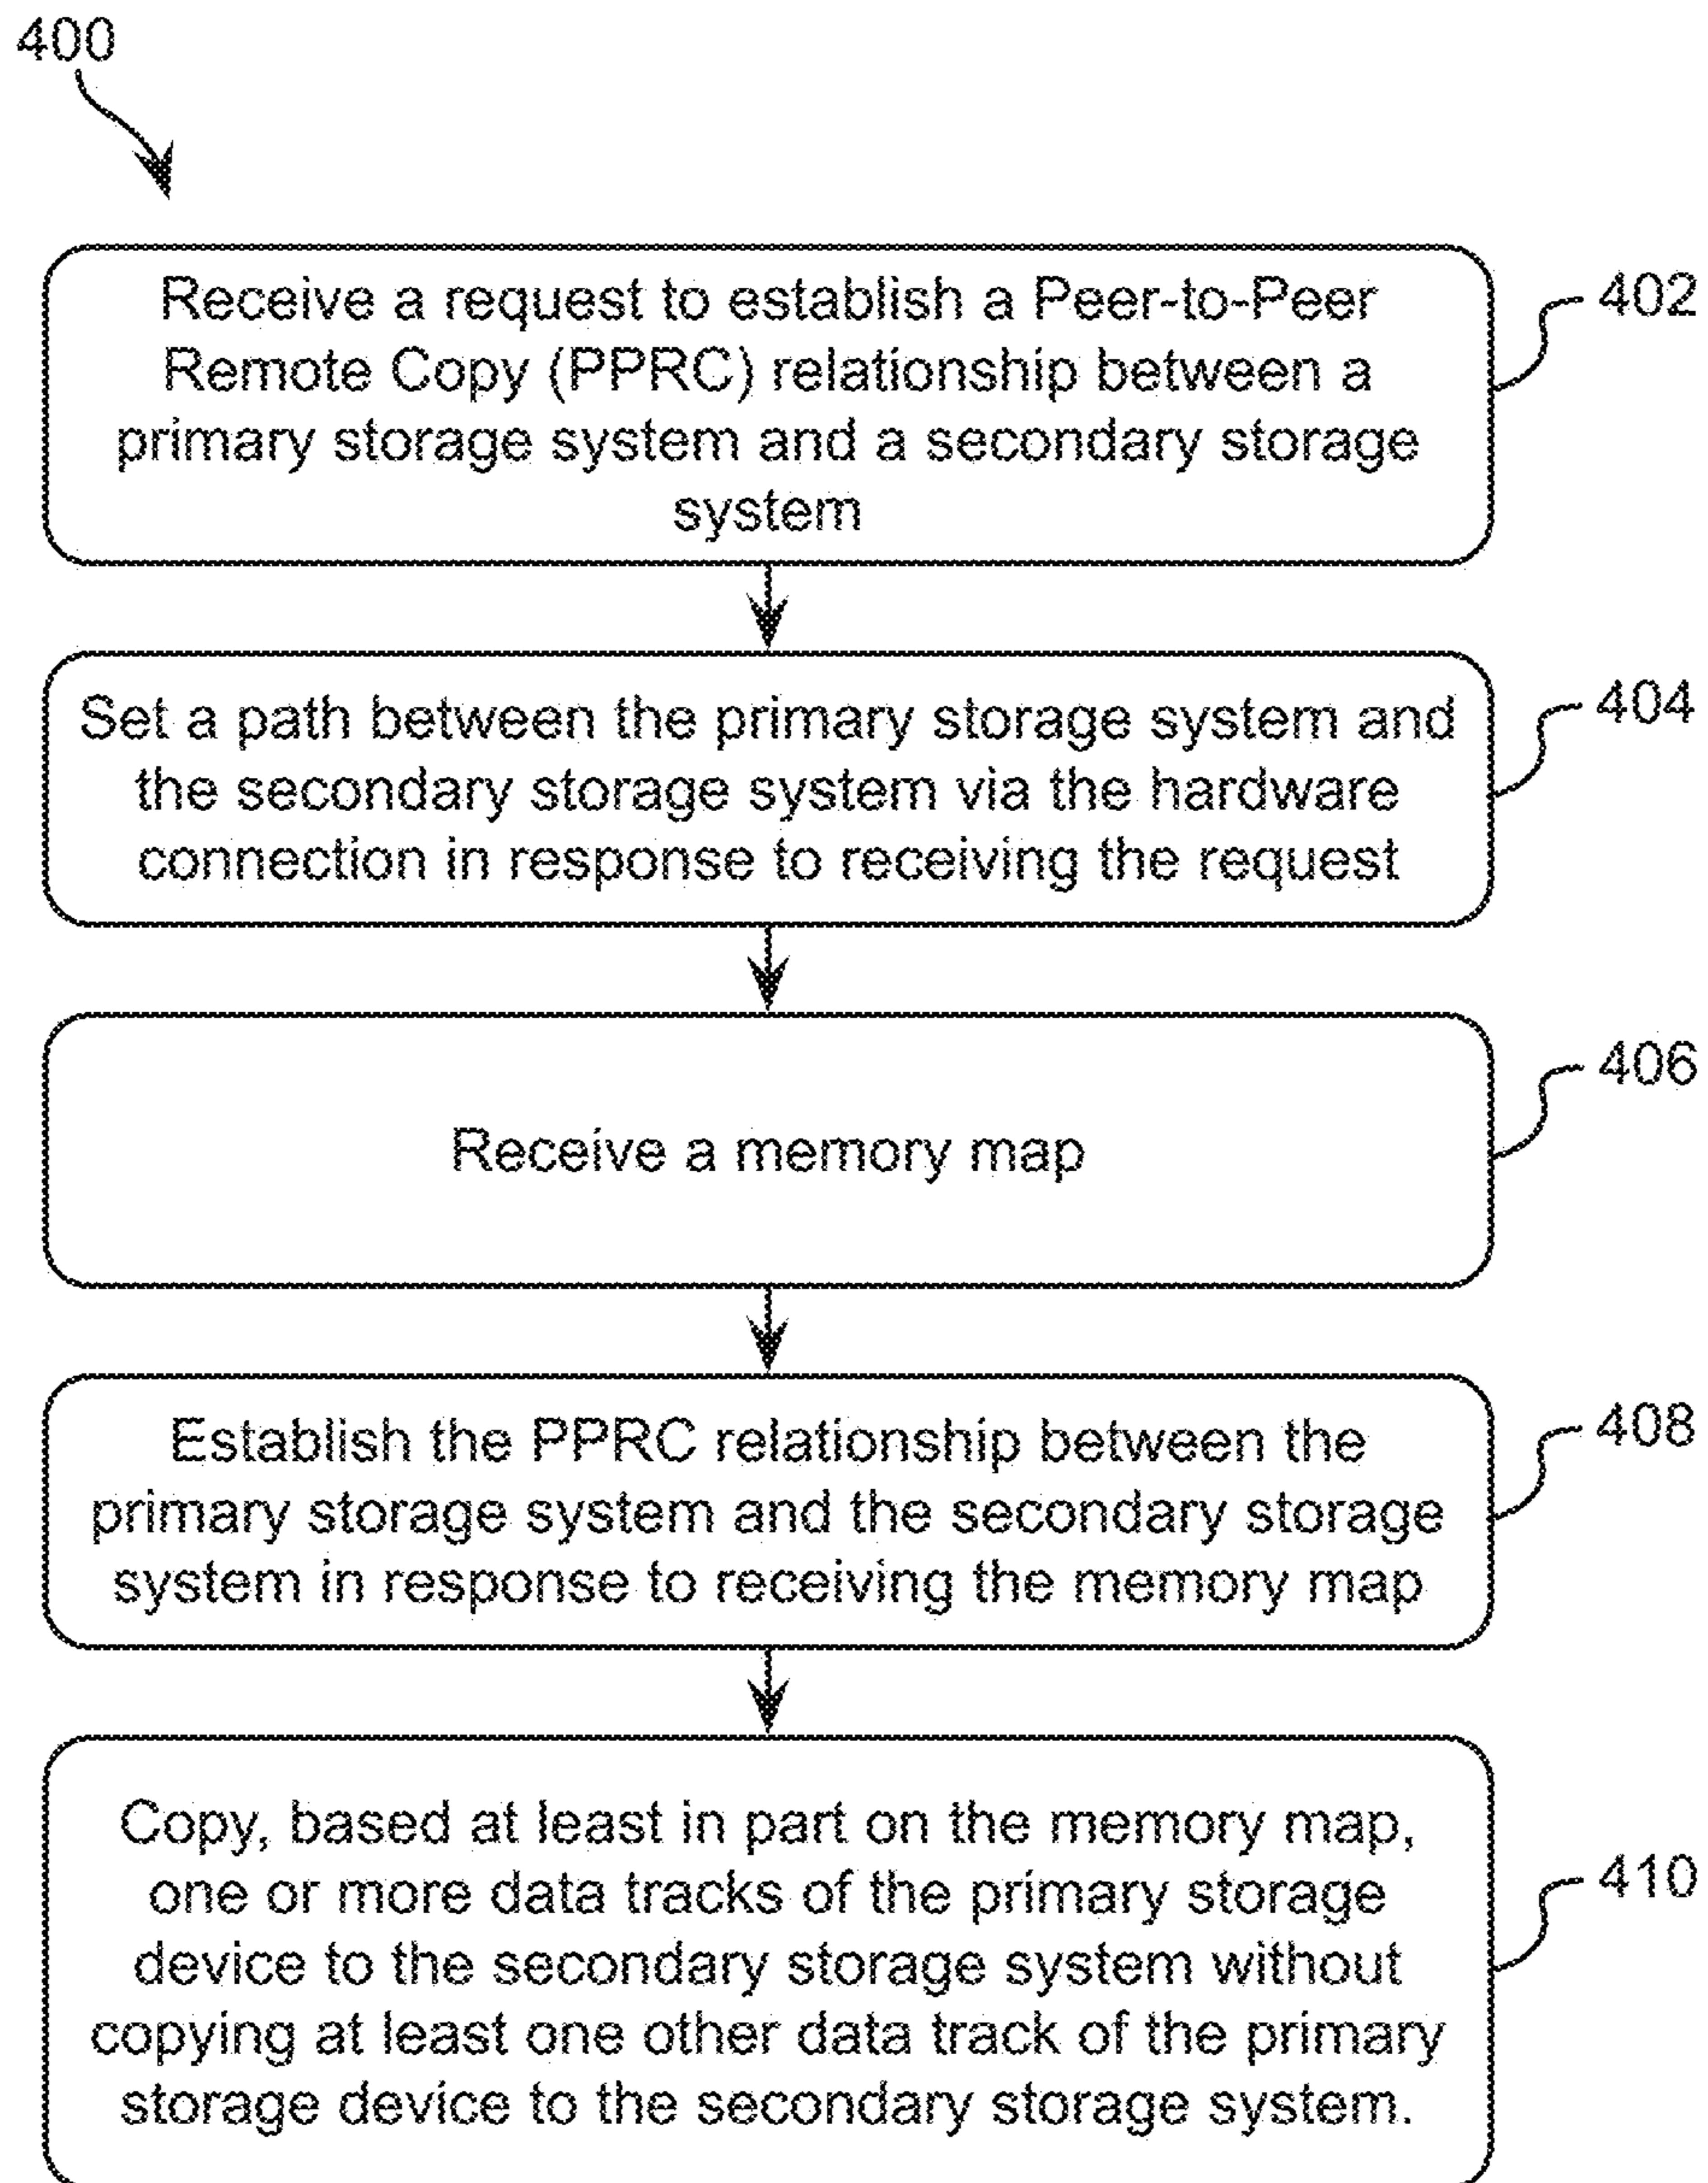 400
Receive a request to establish a Peer-to-Peer
Remote Copy (PPRC) relationship between a
primary storage system and a secondary storage
system
402
Set a path between the primary storage system and
the secondary storage system via the hardware
connection in response to receiving the request
404
Receive a memory map
406
Establish the PPRC relationship between the
primary storage system and the secondary storage
system in response to receiving the memory map
408
Copy, based at least in part on the memory map,
one or more data tracks of the primary storage
device to the secondary storage system without
copying at least one other data track of the primary
storage device to the secondary storage system.
410